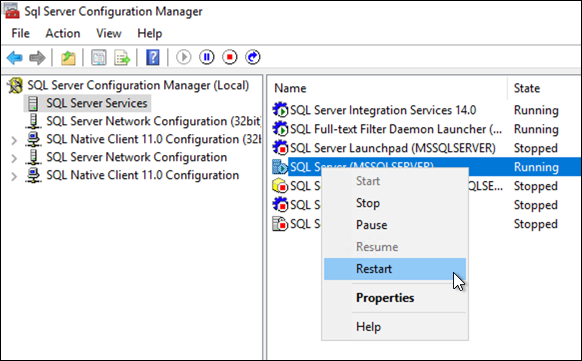 Sql Server Configuration Manager
File Action View Help
SQL Server Configuration Manager (Local)
SQL Server Services
SQL Server Network Configuration (32bit
SQL Native Client 11.0 Configuration (32b
SQL Server Network Configuration
SQL Native Client 11.0 Configuration
Name State
SQL Server Integration Services 14.0 Running
SQL Full-text Filter Daemon Launcher (... Running
SQL Server Launchpad (MSSQLSERVER) Stopped
SQL Server (MSSQLSERVER) Running
SQL S QLSE... Stopped
SQL S Stopped
SQL S Stopped
Start
Stop
Pause
Resume
Restart
Properties
Help